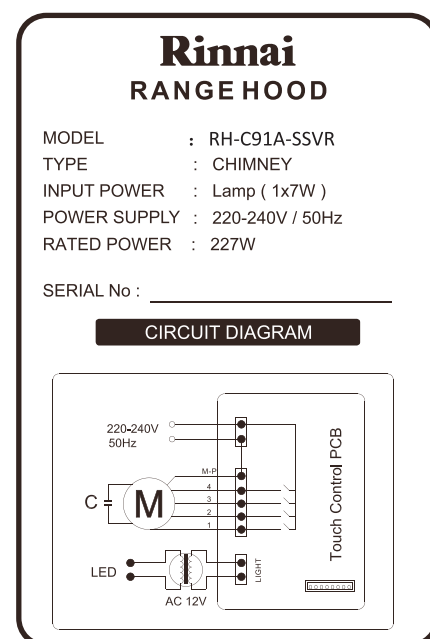 Rinnai
RANGE HOOD
MODEL : RH-C91A-SSVR
TYPE : CHIMNEY
INPUT POWER : Lamp ( 1x7W )
POWER SUPPLY : 220-240V / 50Hz
RATED POWER : 227W
SERIAL No :
CIRCUIT DIAGRAM
220-240V
50Hz
M-P
4
3
2
1
C
M
Touch Control PCB
LED
LIGHT
AC 12V